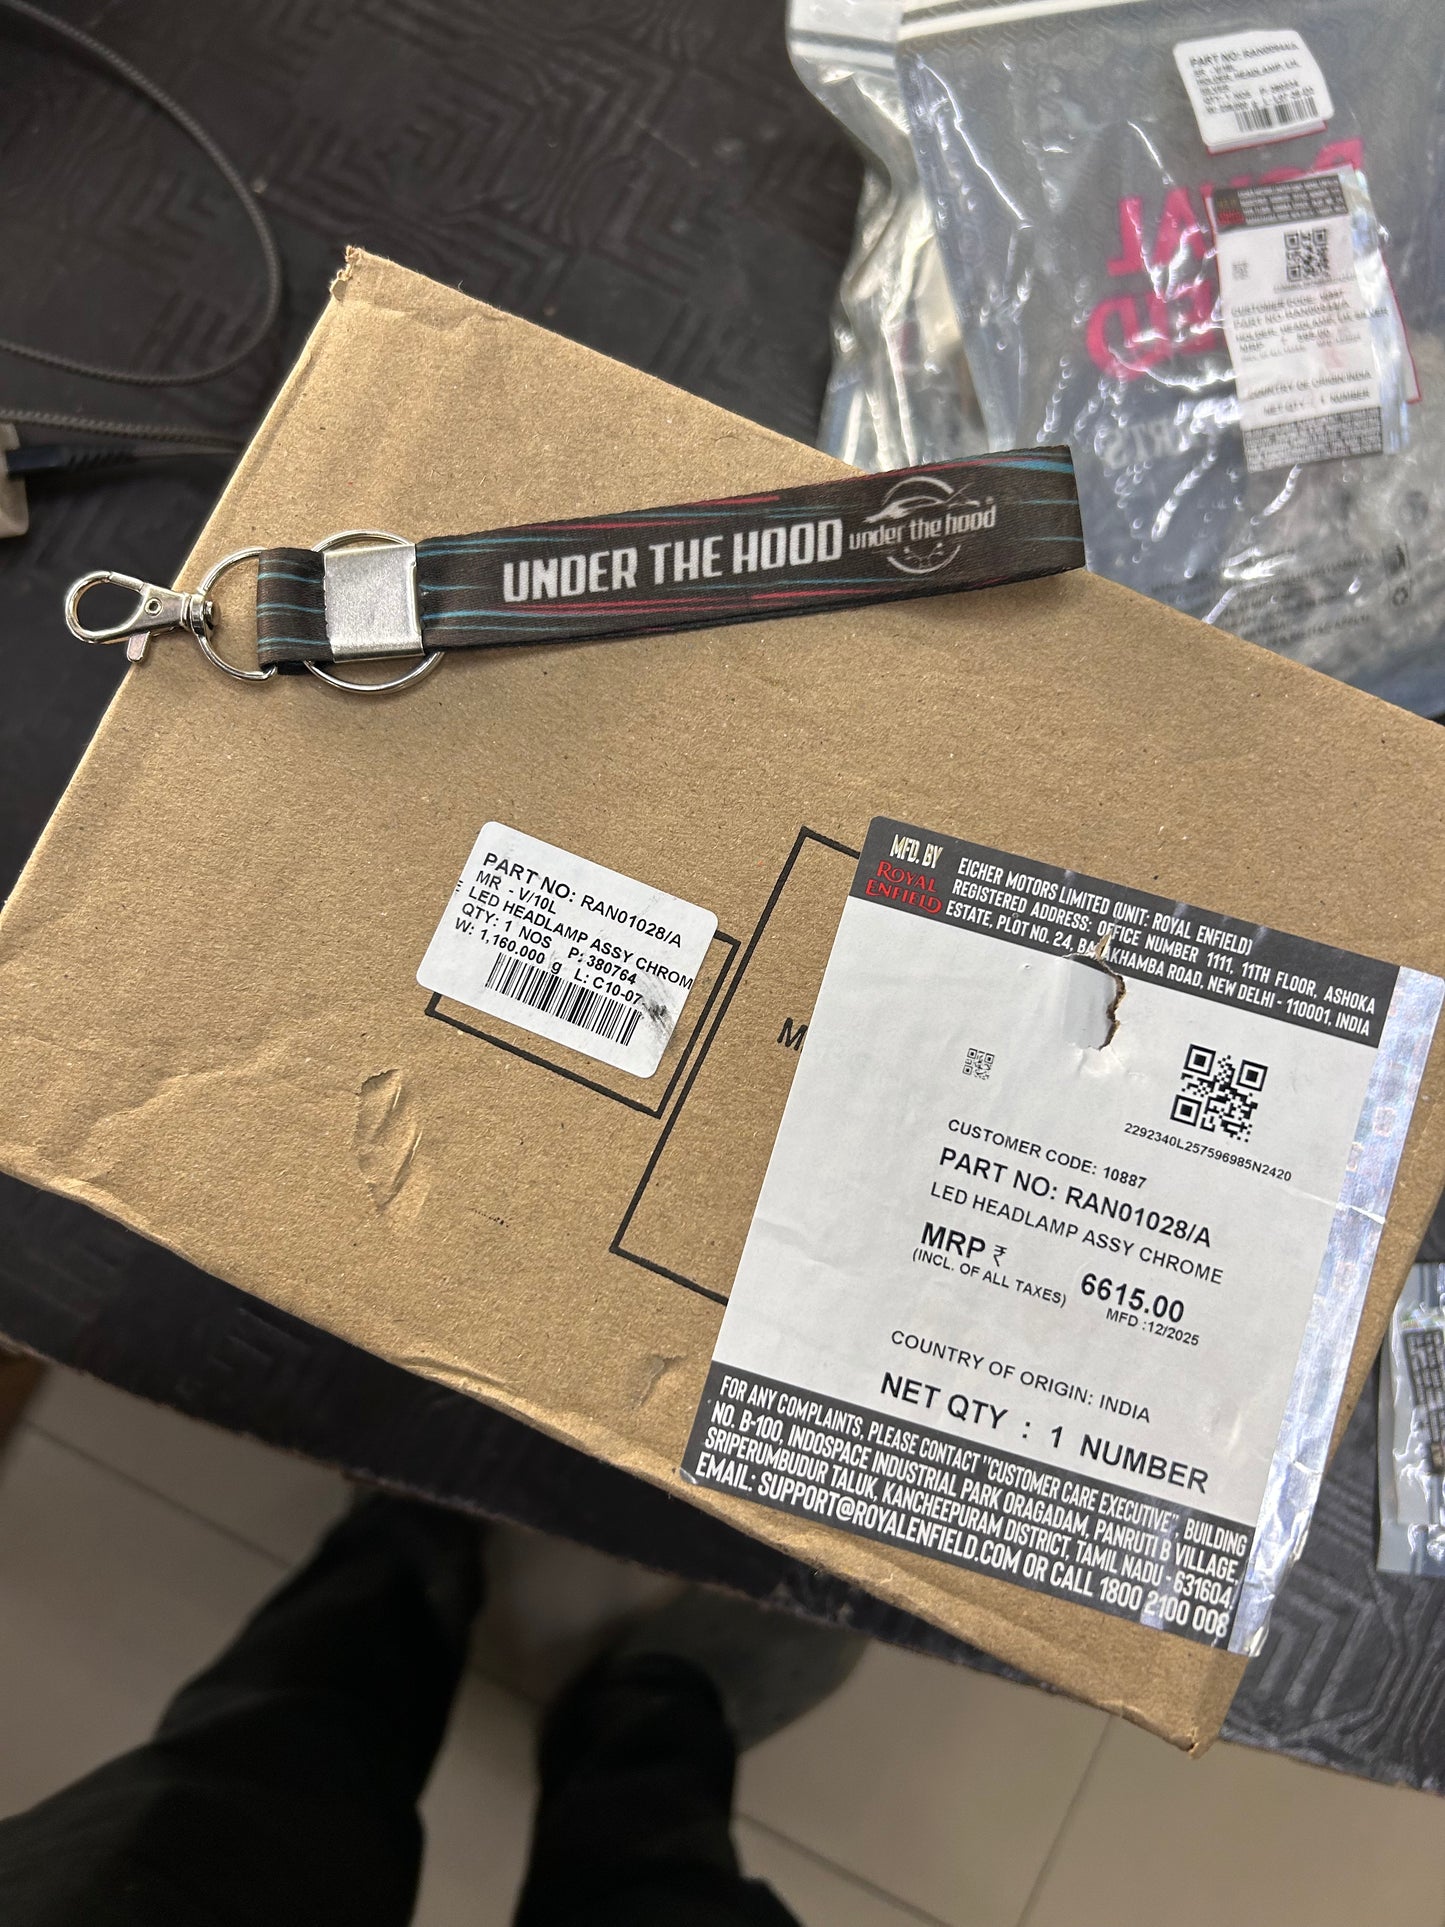 PART NO: RAN00944/A
COUNTRY OF ORIGIN:INDIA
NET QTY : 1 NUMBER
UNDER THE HOOD
under the hood
PART NO: RAN01028/A
MR - V/10L
LED HEADLAMP ASSY CHROM
QTY: 1 NOS P: 380764
W: 1,160.000 g L: C10-07-
M
MFD. BY
ROYAL
ENFIELD
EICHER MOTORS LIMITED (UNIT: ROYAL ENFIELD)
REGISTERED ADDRESS: OFFICE NUMBER 1111, 11TH FLOOR, ASHOKA
ESTATE, PLOT NO. 24, BARAKHAMBA ROAD, NEW DELHI - 110001, INDIA
2292340L257596985N2420
CUSTOMER CODE: 10887
PART NO: RAN01028/A
LED HEADLAMP ASSY CHROME
MRP ₹ 6615.00
(INCL. OF ALL TAXES) MFD :12/2025
COUNTRY OF ORIGIN: INDIA
NET QTY : 1 NUMBER
FOR ANY COMPLAINTS, PLEASE CONTACT "CUSTOMER CARE EXECUTIVE", BUILDING
NO. B-100, INDOSPACE INDUSTRIAL PARK ORAGADAM, PANRUTI B VILLAGE,
SRIPERUMBUDUR TALUK, KANCHEEPURAM DISTRICT, TAMIL NADU - 631604,
EMAIL: SUPPORT@ROYALENFIELD.COM OR CALL 1800 2100 008